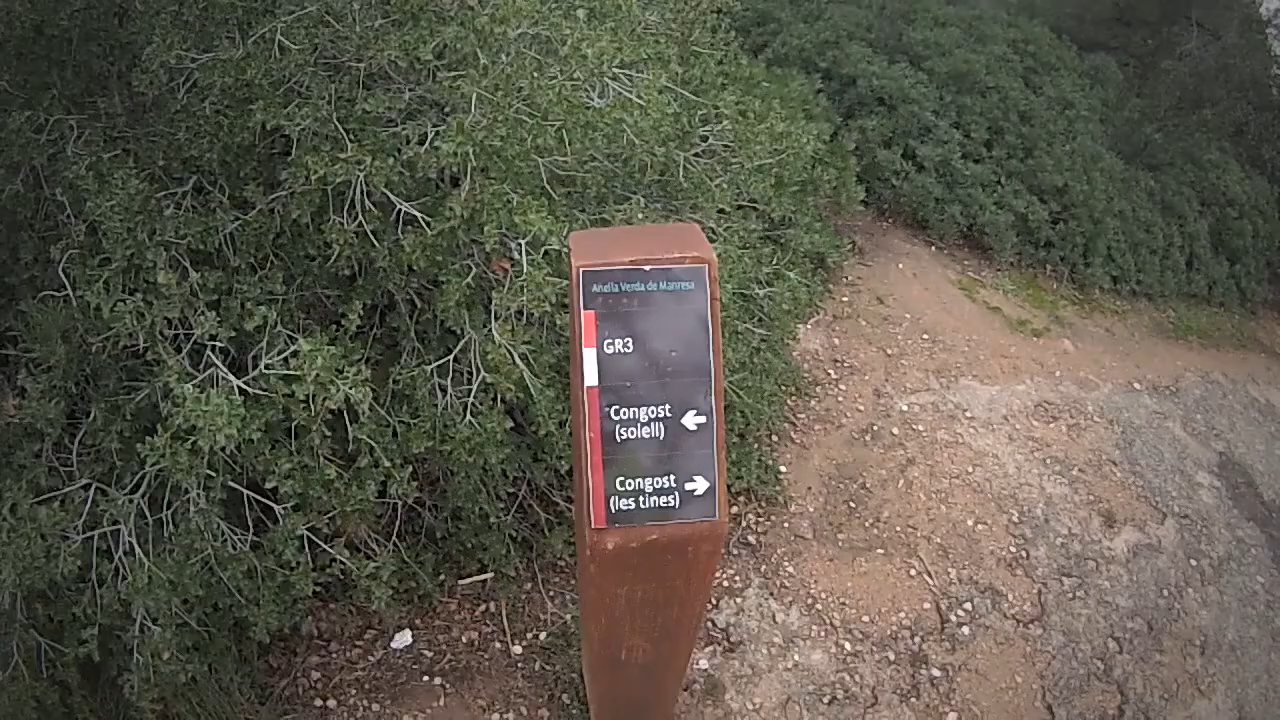 Anella Verda de Manresa
GR3
Congost
(solell)
Congost
(les tines)